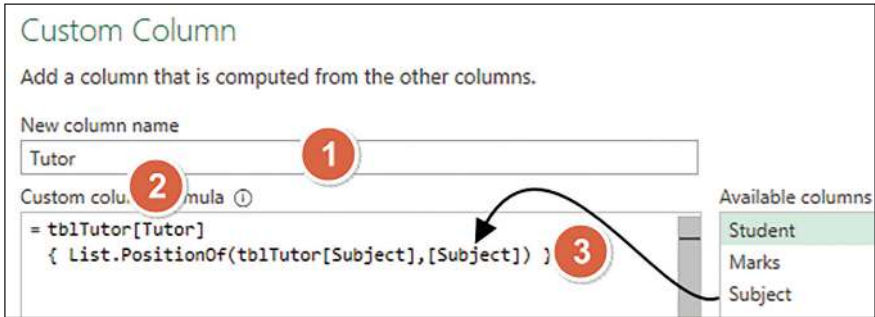 Custom Column
Add a column that is computed from the other columns.
New column name
1
Tutor
2
Custom colu mula ⓘ
Available columns
= tblTutor[Tutor]
{ List.PositionOf(tblTutor[Subject],[Subject]) }
3
Student
Marks
Subject